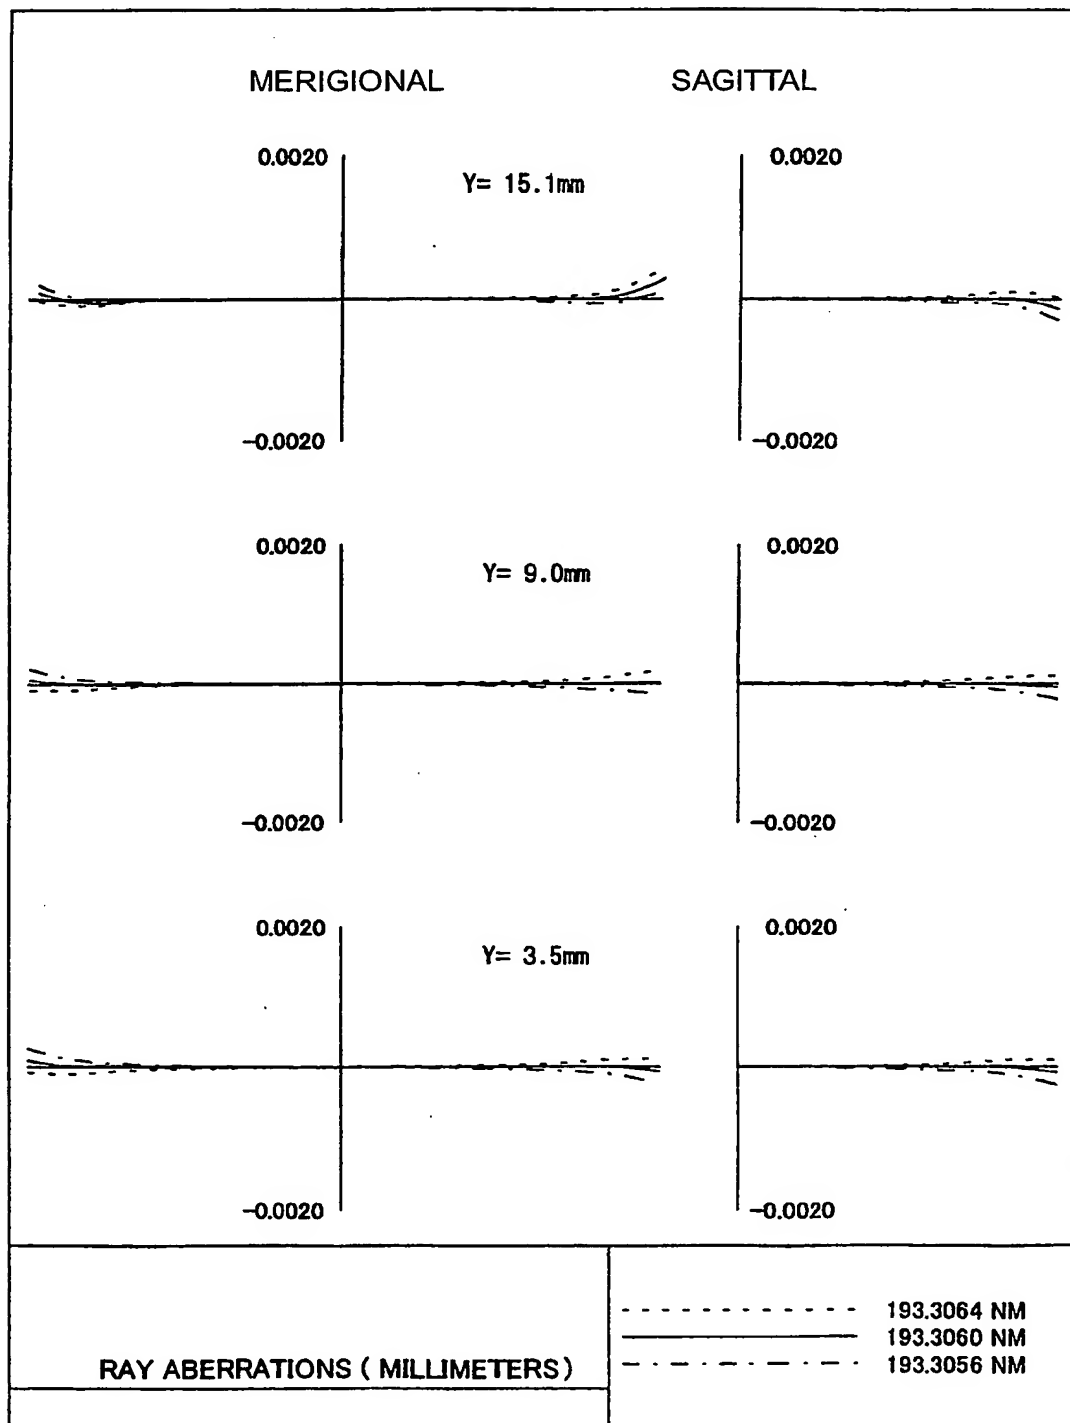 MERIGIONAL SAGITTAL
0.0020 0.0020
Y= 15.1mm
-0.0020 -0.0020
0.0020 0.0020
Y= 9.0mm
-0.0020 -0.0020
0.0020 0.0020
Y= 3.5mm
-0.0020 -0.0020
193.3064 NM
193.3060 NM
193.3056 NM
RAY ABERRATIONS ( MILLIMETERS)